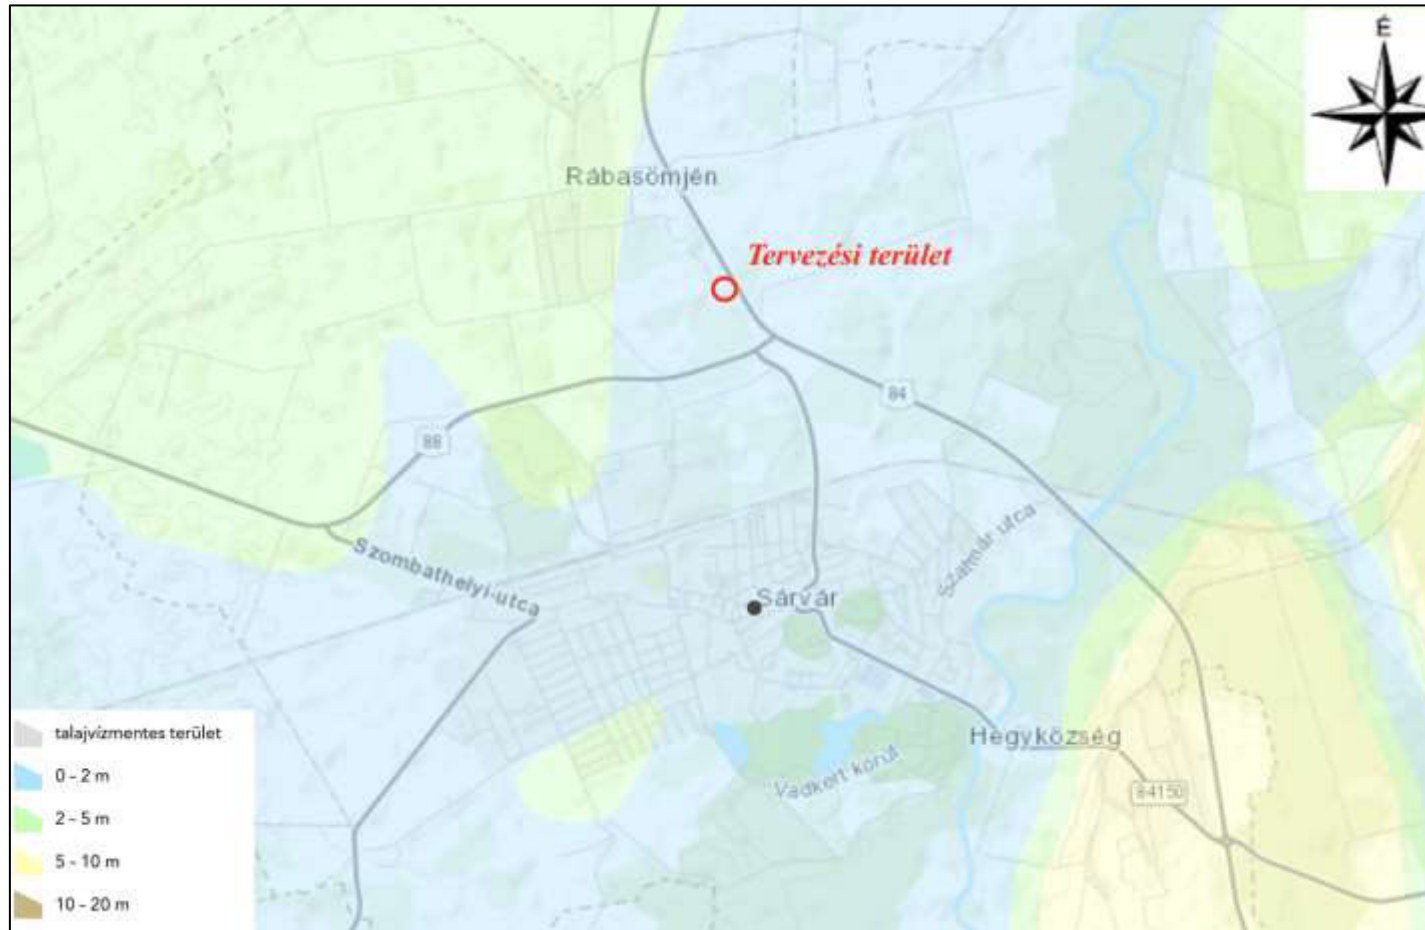 É
Rábasömjén
Tervezési terület
84
88
Szombathelyi-utca
Szatmár utca
Sárvár
Hegyközség
Vadkert körút
84150
talajvízmentes terület
0 - 2 m
2 - 5 m
5 - 10 m
10 - 20 m